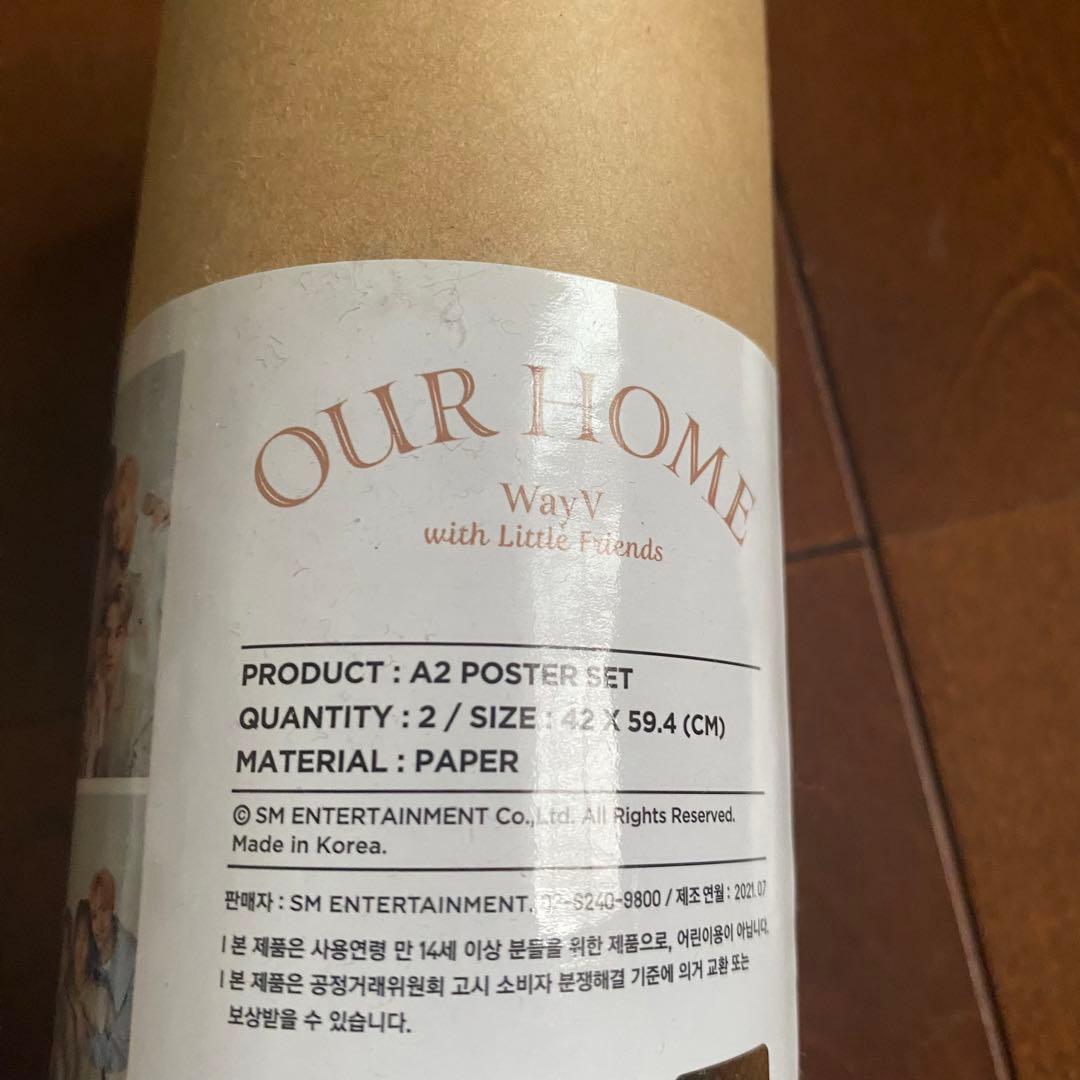 OUR HOME
WayV
with Little Friends
PRODUCT : A2 POSTER SET
QUANTITY : 2 / SIZE : 42 X 59.4 (CM)
MATERIAL : PAPER
© SM ENTERTAINMENT Co.,Ltd. All Rights Reserved.
Made in Korea.
판매자 : SM ENTERTAINMENT. 6240-9800 / 제조 연월 : 2021. 07
| 본 제품은 사용연령 만 14세 이상 분들을 위한 제품으로, 어린이용이 아닙니다.
| 본 제품은 공정거래위원회 고시 소비자 분쟁해결 기준에 의거 교환 또는
보상받을 수 있습니다.